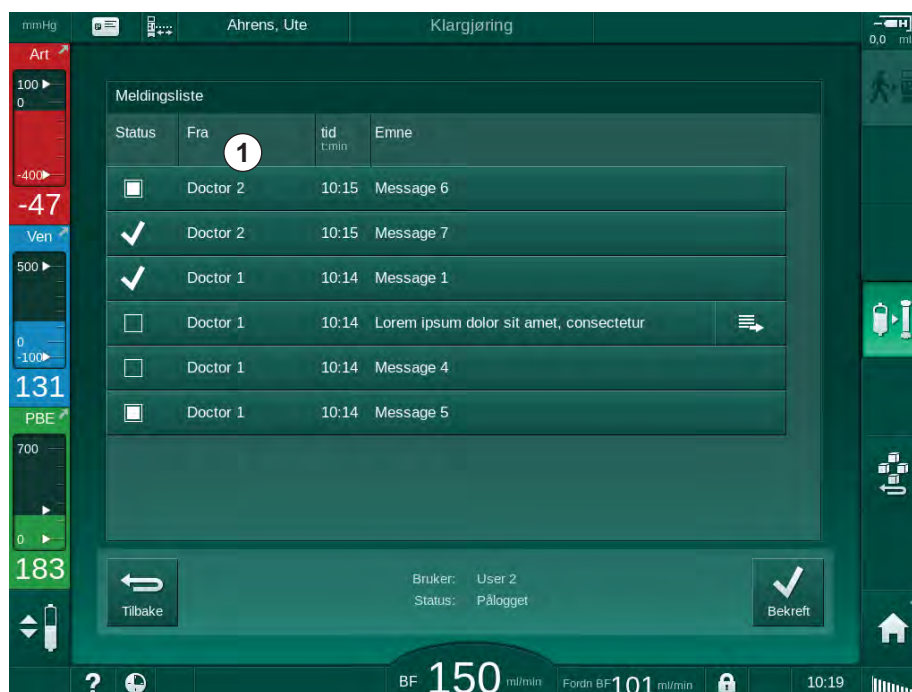 mmHg Ahrens, Ute Klargjøring 0,0 ml
Art
100
0
-400
-47
Ven
500
0
-100
131
PBE
700
0
183
Meldingsliste
Status Fra tid t:min Emne
1
Doctor 2 10:15 Message 6
Doctor 2 10:15 Message 7
Doctor 1 10:14 Message 1
Doctor 1 10:14 Lorem ipsum dolor sit amet, consectetur
Doctor 1 10:14 Message 4
Doctor 1 10:14 Message 5
Tilbake
Bruker: User 2
Status: Pålogget
Bekreft
? BF 150 ml/min Fordn BF 101 ml/min 10:19